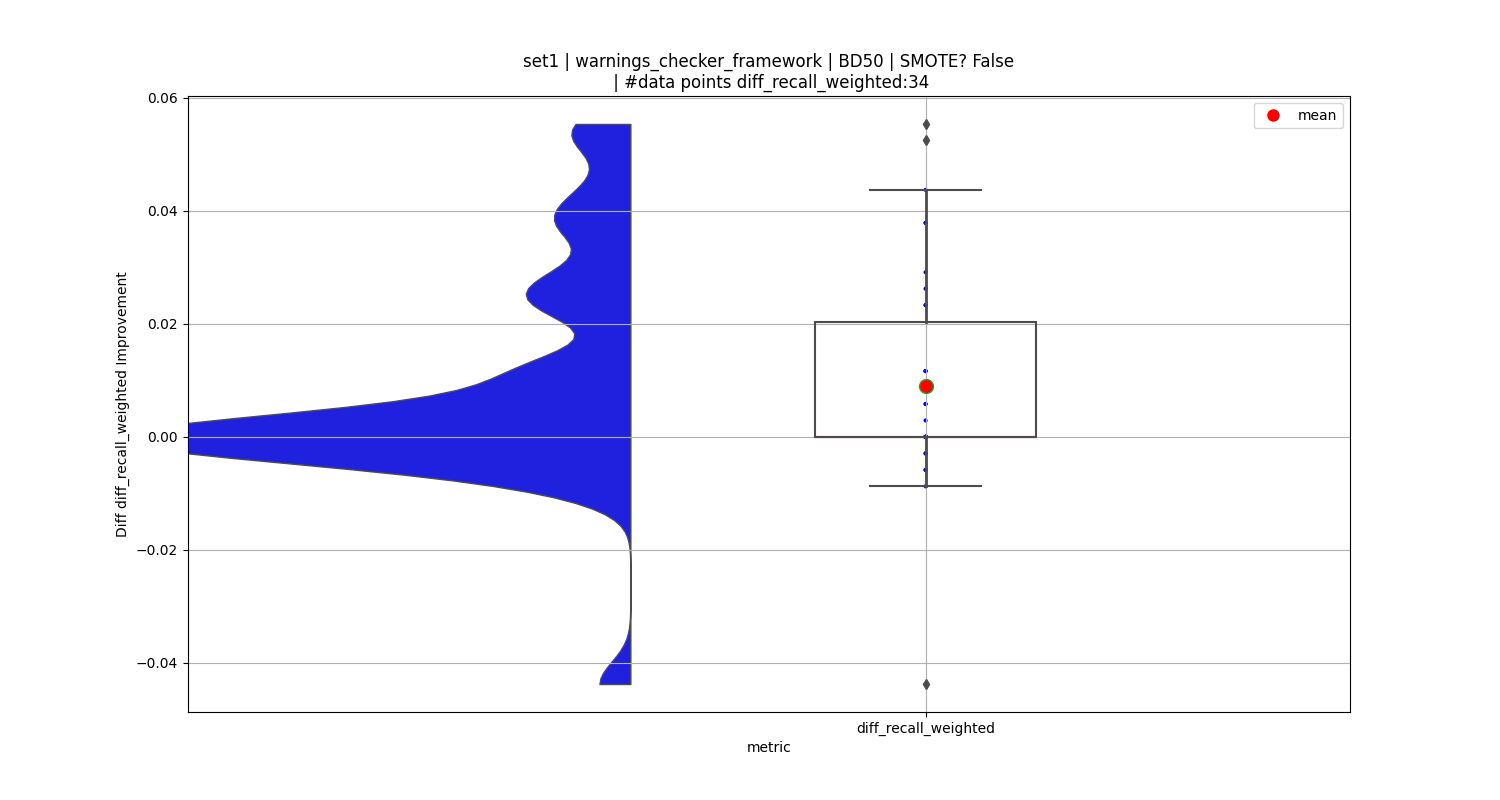 set1 | warnings_checker_framework | BD50 | SMOTE? False
| #data points diff_recall_weighted:34
mean
0.06
0.04
0.02
0.00
−0.02
−0.04
Diff diff_recall_weighted Improvement
diff_recall_weighted
metric